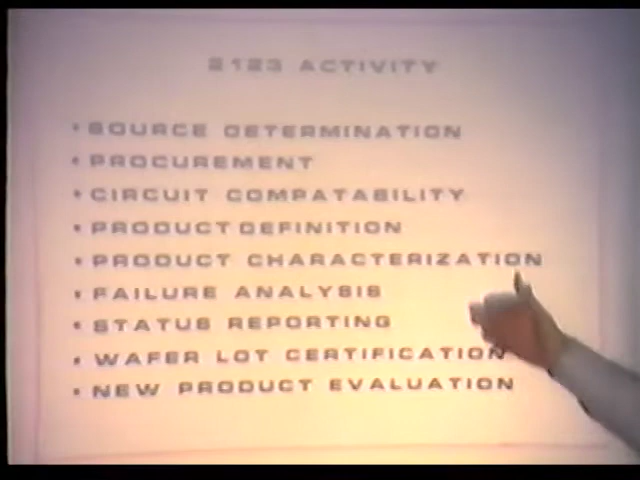 2123 ACTIVITY
• SOURCE DETERMINATION
• PROCUREMENT
• CIRCUIT COMPATABILITY
• PRODUCT DEFINITION
• PRODUCT CHARACTERIZATION
• FAILURE ANALYSIS
• STATUS REPORTING
• WAFER LOT CERTIFICATION
• NEW PRODUCT EVALUATION